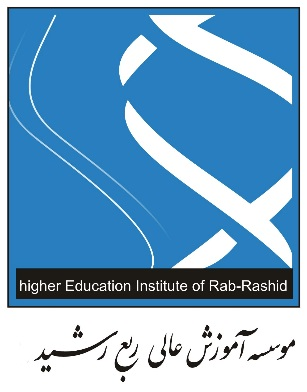 higher Education Institute of Rab-Rashid
موسسه آموزش عالی ربع رشید